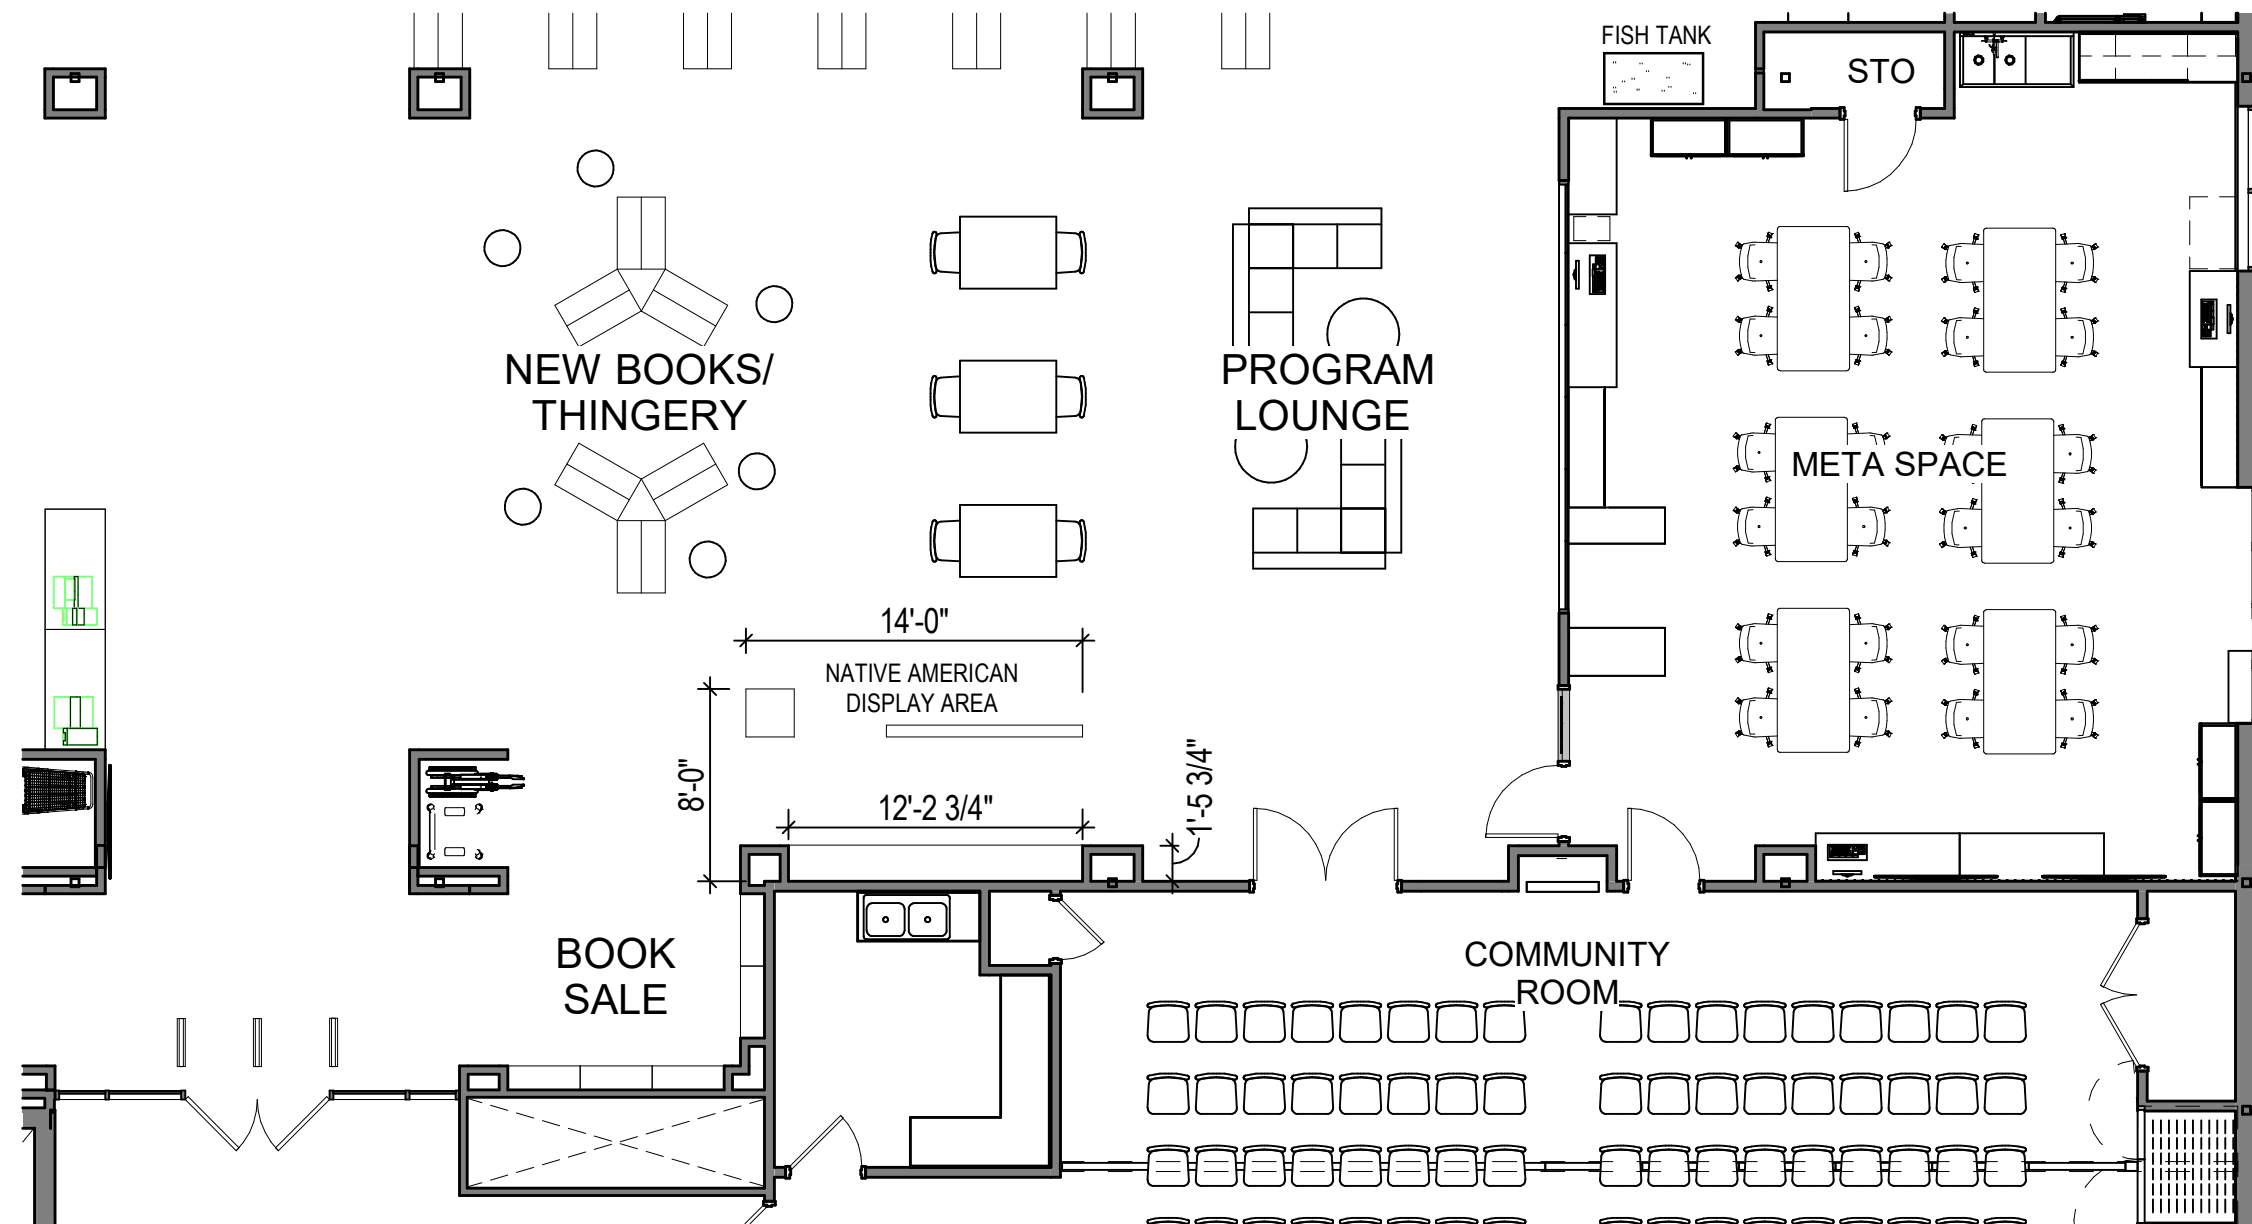 FISH TANK
STO
NEW BOOKS/
THINGERY
PROGRAM
LOUNGE
META SPACE
14'-0"
NATIVE AMERICAN
DISPLAY AREA
8'-0"
12'-2 3/4"
1'-5 3/4"
BOOK
SALE
COMMUNITY
ROOM